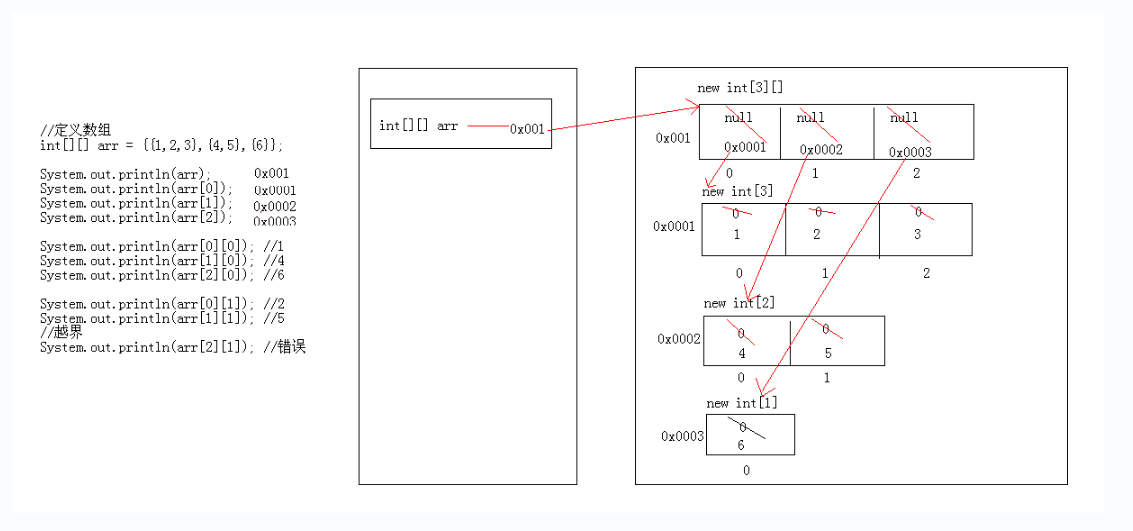 //定义数组
int[][] arr = {{1,2,3},{4,5},{6}};
System.out.println(arr); 0x001
System.out.println(arr[0]); 0x0001
System.out.println(arr[1]); 0x0002
System.out.println(arr[2]); 0x0003
System.out.println(arr[0][0]); //1
System.out.println(arr[1][0]); //4
System.out.println(arr[2][0]); //6
System.out.println(arr[0][1]); //2
System.out.println(arr[1][1]); //5
//越界
System.out.println(arr[2][1]); //错误
int[][] arr 0x001
new int[3][]
null null null
0x001
0x0001 0x0002 0x0003
0 1 2
new int[3]
0 0 0
0x0001
1 2 3
0 1 2
new int[2]
0 0
0x0002
4 5
0 1
new int[1]
0
0x0003
6
0